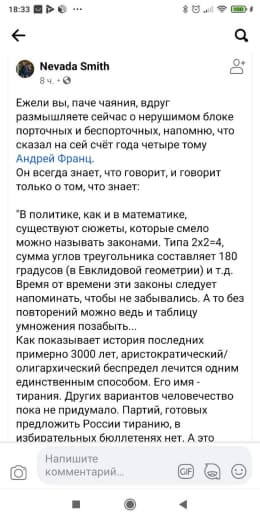 18:33
Nevada Smith
8 ч.
Ежели вы, паче чаяния, вдруг
размышляете сейчас о нерушимом блоке
порточных и беспорточных, напомню, что
сказал на сей счёт года четыре тому
Андрей Франц.
Он всегда знает, что говорит, и говорит
только о том, что знает:
"В политике, как и в математике,
существуют сюжеты, которые смело
можно называть законами. Типа 2х2=4,
сумма углов треугольника составляет 180
градусов (в Евклидовой геометрии) и т.д.
Время от времени эти законы следует
напоминать, чтобы не забывались. А то без
повторений можно ведь и таблицу
умножения позабыть...
Как показывает история последних
примерно 3000 лет, аристократический/
олигархический беспредел лечится одним
единственным способом. Его имя -
тирания. Других вариантов человечество
пока не придумало. Партий, готовых
предложить России тиранию, в
избирательных бюллетенях нет. А это
Напишите
комментарий...
GIF